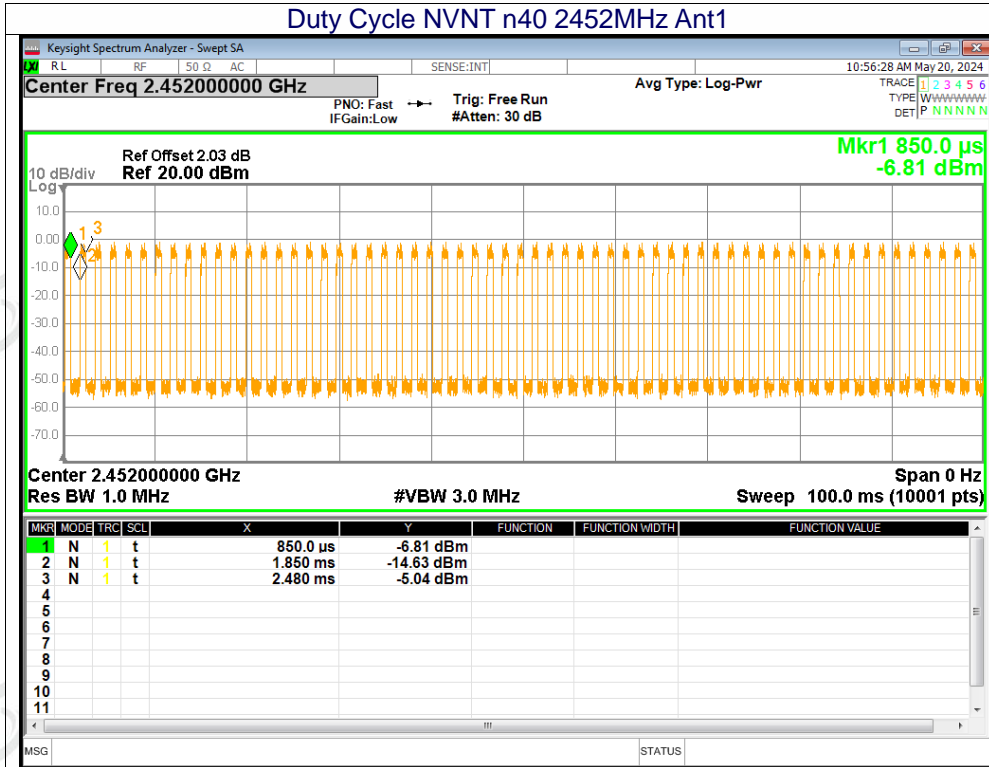 Duty Cycle NVNT n40 2452MHz Ant1
Keysight Spectrum Analyzer - Swept SA
LXI RL RF 50 Ω AC SENSE:INT 10:56:28 AM May 20, 2024
Center Freq 2.452000000 GHz Avg Type: Log-Pwr TRACE 1 2 3 4 5 6
PNO: Fast Trig: Free Run TYPE WWWWWW
IFGain:Low #Atten: 30 dB DET P N N N N N
Mkr1 850.0 µs
Ref Offset 2.03 dB
10 dB/div Ref 20.00 dBm -6.81 dBm
Log
10.0
0.00
1 3
2
-10.0
-20.0
-30.0
-40.0
-50.0
-60.0
-70.0
Center 2.452000000 GHz Span 0 Hz
Res BW 1.0 MHz #VBW 3.0 MHz Sweep 100.0 ms (10001 pts)
MKR MODE TRC SCL X Y FUNCTION FUNCTION WIDTH FUNCTION VALUE
1 N 1 t 850.0 µs -6.81 dBm
2 N 1 t 1.850 ms -14.63 dBm
3 N 1 t 2.480 ms -5.04 dBm
4
5
6
7
8
9
10
11
MSG STATUS